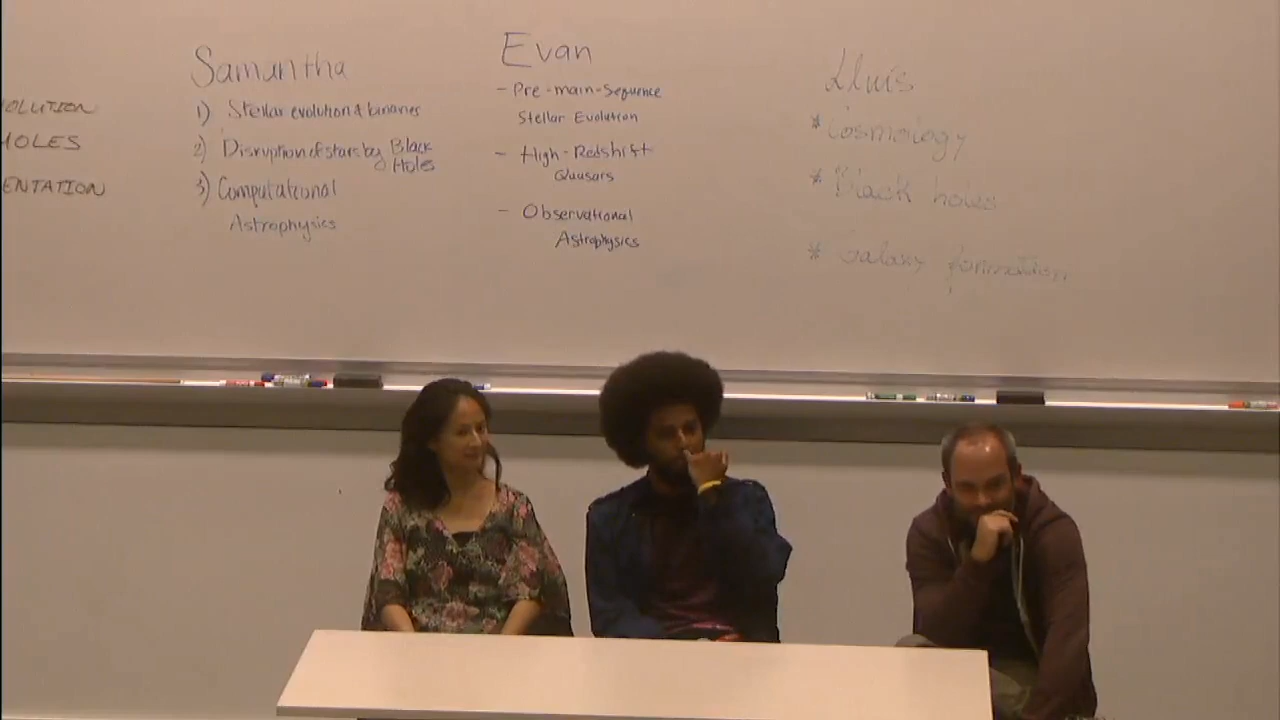 OLUTION
HOLES
ENTATION
Samantha
1) Stellar evolution & binaries
2) Disruption of stars by Black
Holes
3) Computational
Astrophysics
Evan
- Pre-main-Sequence
Stellar Evolution
- High-Redshift
Quasars
- Observational
Astrophysics
Lluis
* Cosmology
* Black holes
* Galaxy formation